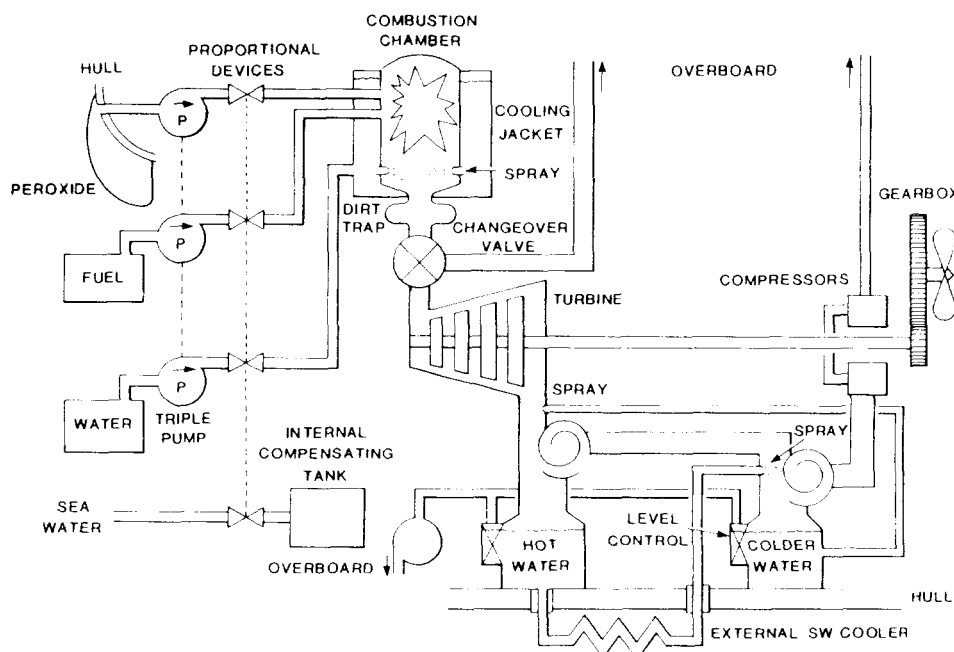 COMBUSTION
CHAMBER
PROPORTIONAL
DEVICES
HULL
OVERBOARD
COOLING
JACKET
P
PEROXIDE
SPRAY
GEARBOX
DIRT
TRAP
CHANGEOVER
VALVE
P
FUEL
COMPRESSORS
TURBINE
P
SPRAY
WATER
TRIPLE
PUMP
SPRAY
INTERNAL
COMPENSATING
TANK
SEA
WATER
LEVEL
CONTROL
HOT
WATER
COLDER
WATER
OVERBOARD
HULL
EXTERNAL SW COOLER